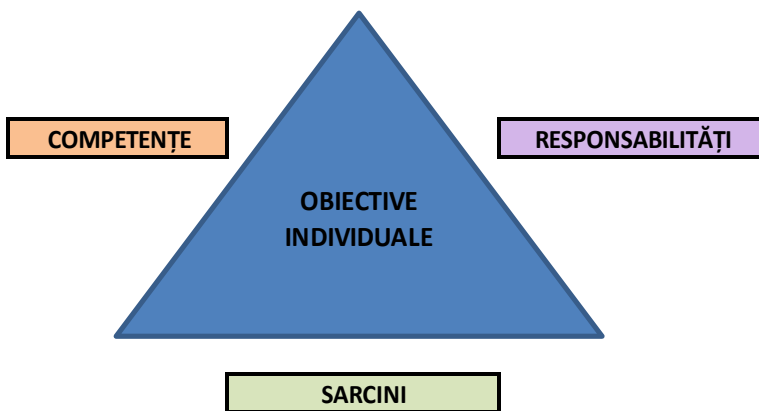 COMPETENȚE
RESPONSABILITĂȚI
OBIECTIVE
INDIVIDUALE
SARCINI